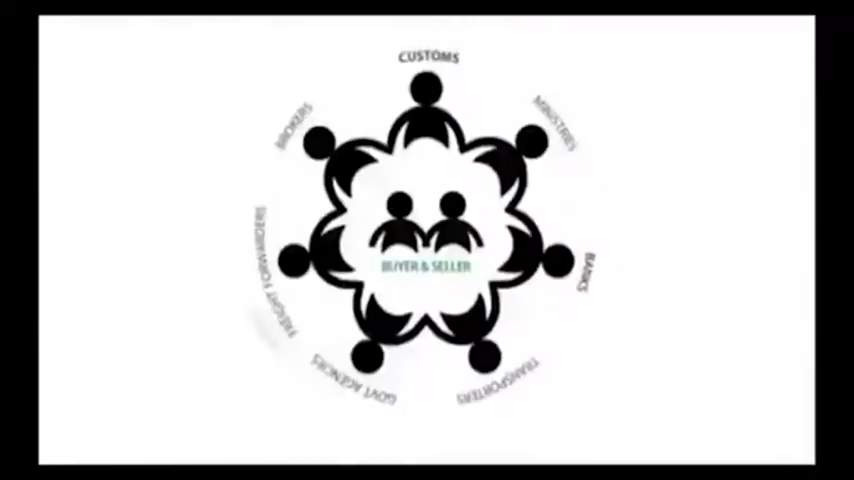 CUSTOMS
MINISTRIES
BANKS
TRANSPORTERS
GOVT AGENCIES
FREIGHT FORWARDERS
BROKERS
BUYER & SELLER